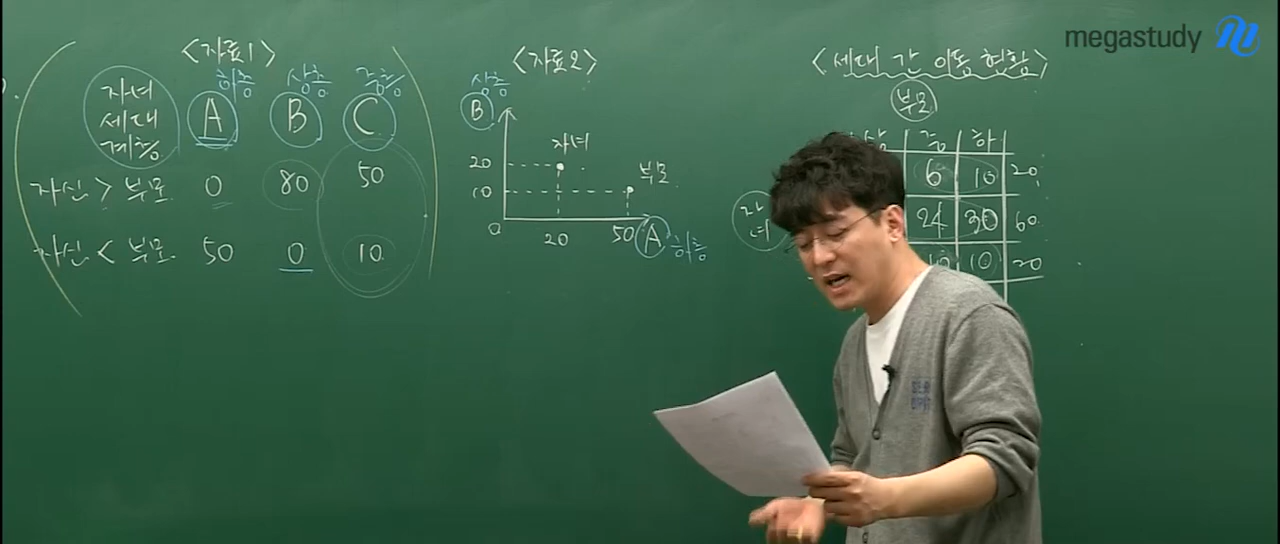 megastudy
<자료1>
하층 상층 중층
자녀 세대 계층 A B C
자신 > 부모 0 80 50
자신 < 부모 50 0 10
<자료2>
상층
B
자녀
부모
20
10
0 20 50 A 하층
<세대 간 이동 현황>
부모
상 중 하
6 10 20
자녀 24 30 60
10 10 20